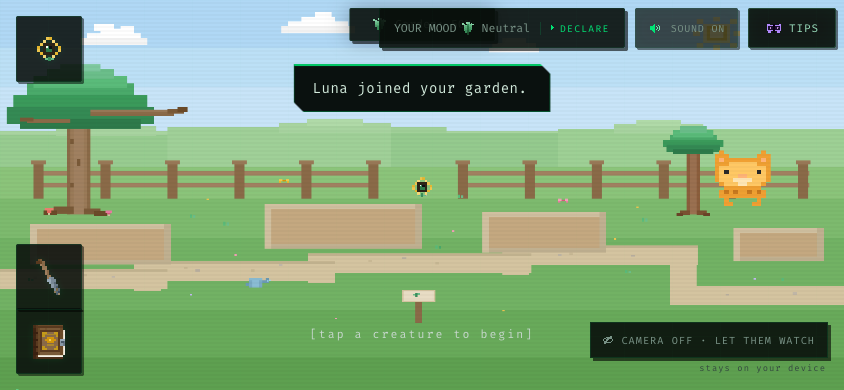 YOUR MOOD Neutral DECLARE
SOUND ON
TIPS
Luna joined your garden.
[tap a creature to begin]
CAMERA OFF · LET THEM WATCH
stays on your device